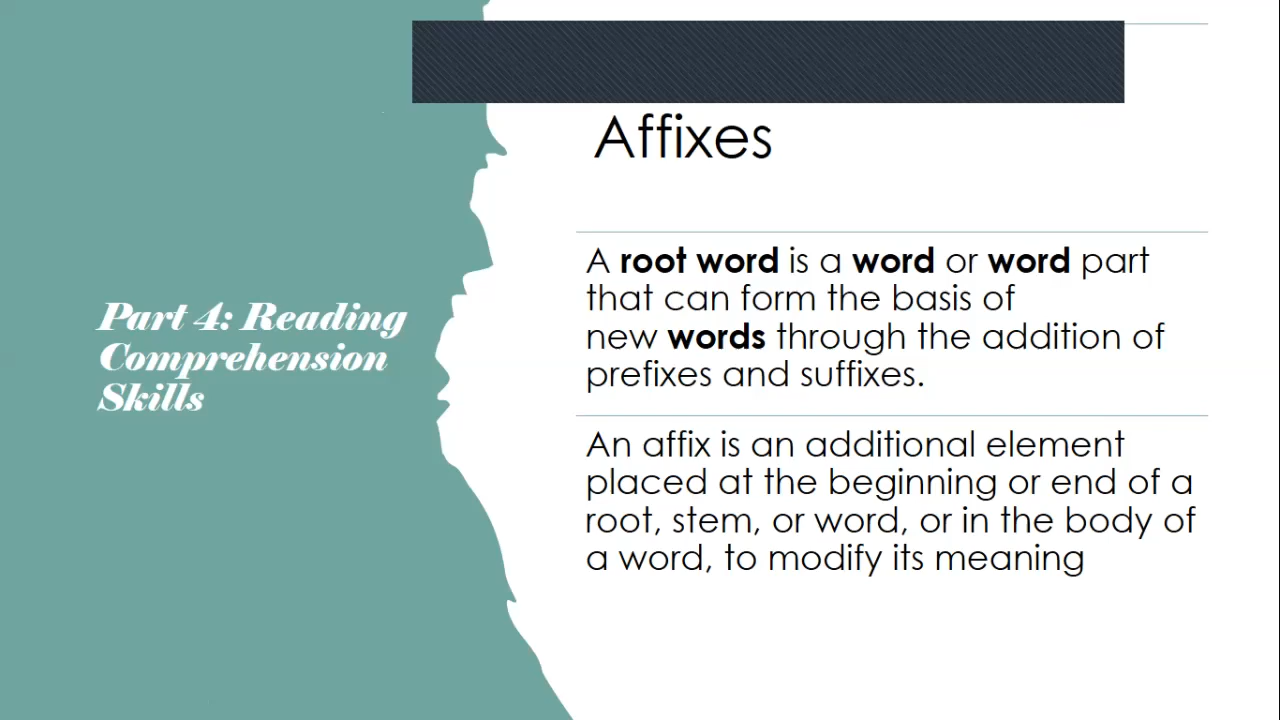 Affixes
Part 4: Reading
Comprehension
Skills
A root word is a word or word part
that can form the basis of
new words through the addition of
prefixes and suffixes.
An affix is an additional element
placed at the beginning or end of a
root, stem, or word, or in the body of
a word, to modify its meaning